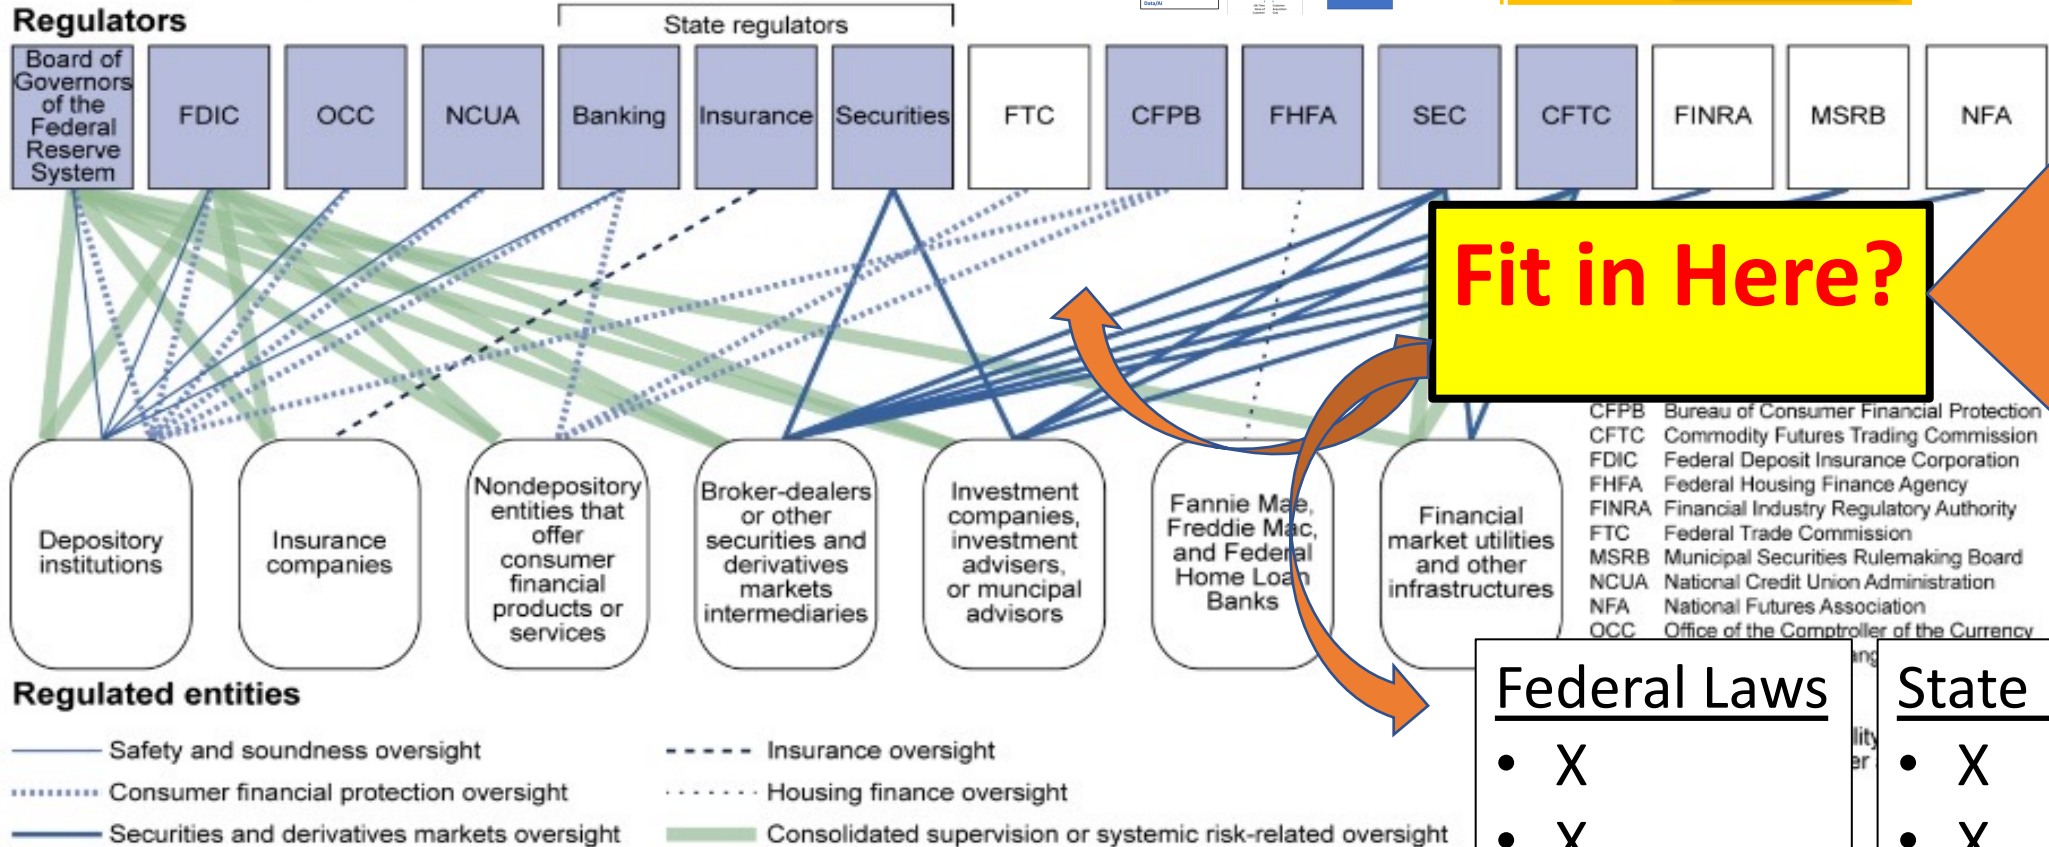 Data/AI
Regulators
State regulators
Board of
Governors
of the
Federal
Reserve
System
FDIC
OCC
NCUA
Banking
Insurance
Securities
FTC
CFPB
FHFA
SEC
CFTC
FINRA
MSRB
NFA
Fit in Here?
CFPB Bureau of Consumer Financial Protection
CFTC Commodity Futures Trading Commission
FDIC Federal Deposit Insurance Corporation
FHFA Federal Housing Finance Agency
FINRA Financial Industry Regulatory Authority
FTC Federal Trade Commission
MSRB Municipal Securities Rulemaking Board
NCUA National Credit Union Administration
NFA National Futures Association
OCC Office of the Comptroller of the Currency
Depository
institutions
Insurance
companies
Nondepository
entities that
offer
consumer
financial
products or
services
Broker-dealers
or other
securities and
derivatives
markets
intermediaries
Investment
companies,
investment
advisers,
or muncipal
advisors
Fannie Mae,
Freddie Mac,
and Federal
Home Loan
Banks
Financial
market utilities
and other
infrastructures
Regulated entities
Safety and soundness oversight
Consumer financial protection oversight
Securities and derivatives markets oversight
Insurance oversight
Housing finance oversight
Consolidated supervision or systemic risk-related oversight
Federal Laws
• X
• X
State
• X
• X